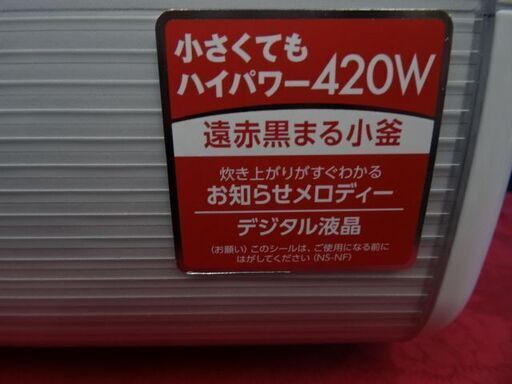 小さくても
ハイパワー420W
遠赤黒まる小釜
炊き上がりがすぐわかる
お知らせメロディー
デジタル液晶
(お願い)このシールは、ご使用になる前に
はがしてください(NS-NF)